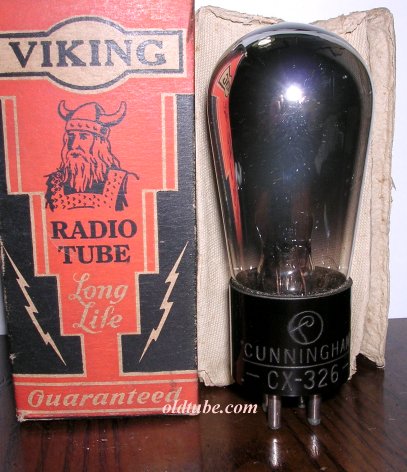 VIKING
RADIO
TUBE
Long
Life
Guaranteed
CUNNINGHAM
CX-326
oldtube.com